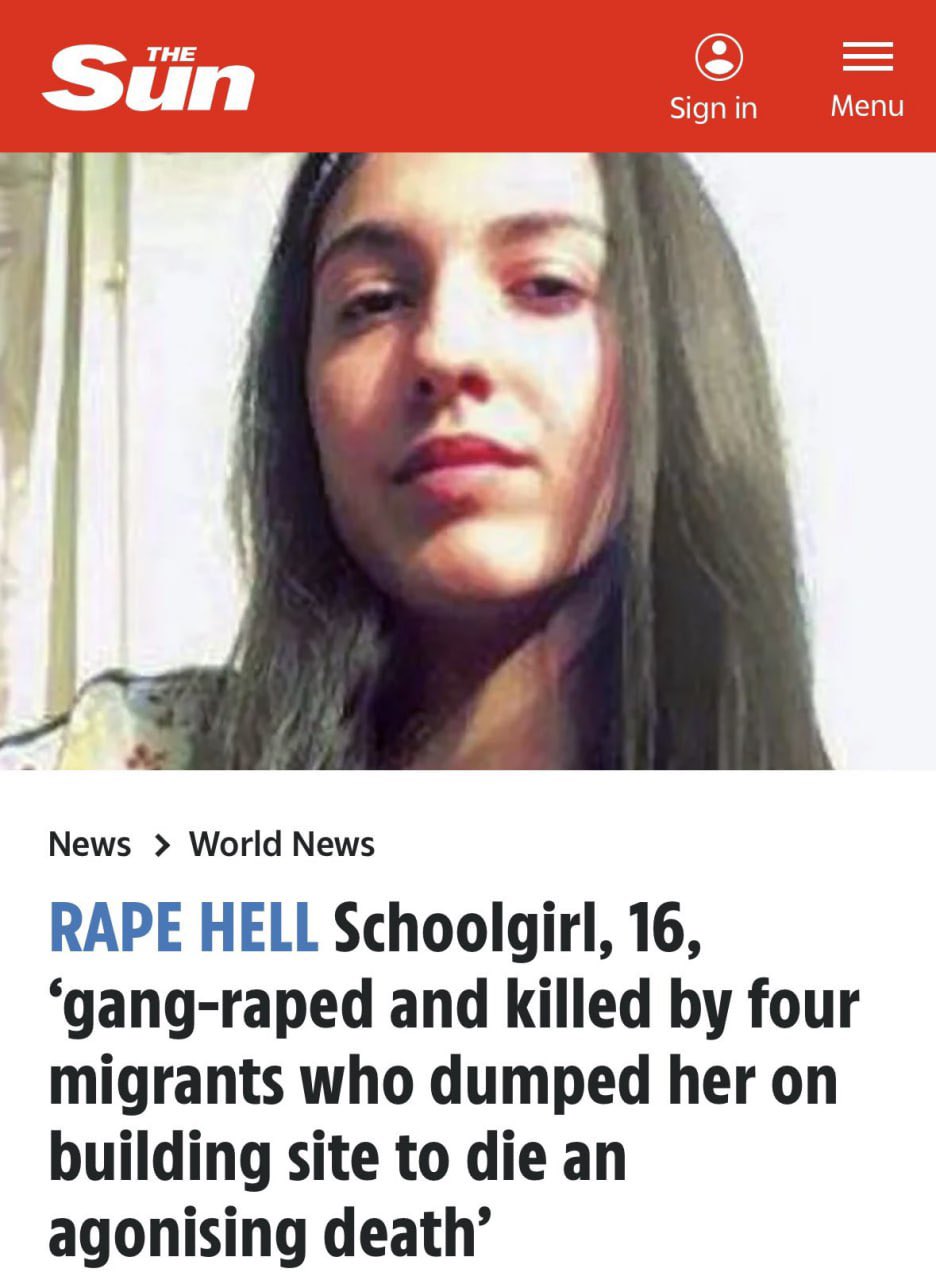 THE
Sun
Sign in
Menu
News > World News
RAPE HELL Schoolgirl, 16,
‘gang-raped and killed by four
migrants who dumped her on
building site to die an
agonising death’